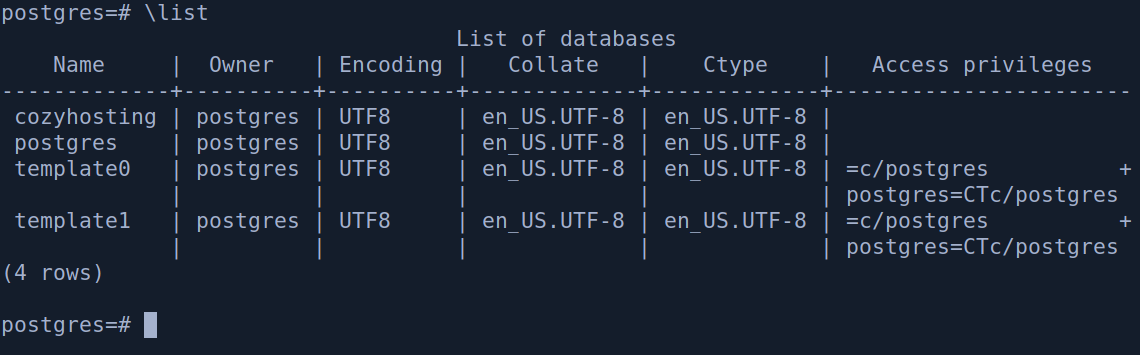 postgres=# \list
                                   List of databases
    Name     |  Owner   | Encoding |   Collate   |    Ctype    |   Access privileges
-------------+----------+----------+-------------+-------------+-----------------------
 cozyhosting | postgres | UTF8     | en_US.UTF-8 | en_US.UTF-8 |
 postgres    | postgres | UTF8     | en_US.UTF-8 | en_US.UTF-8 |
 template0   | postgres | UTF8     | en_US.UTF-8 | en_US.UTF-8 | =c/postgres          +
             |          |          |             |             | postgres=CTc/postgres
 template1   | postgres | UTF8     | en_US.UTF-8 | en_US.UTF-8 | =c/postgres          +
             |          |          |             |             | postgres=CTc/postgres
(4 rows)

postgres=#